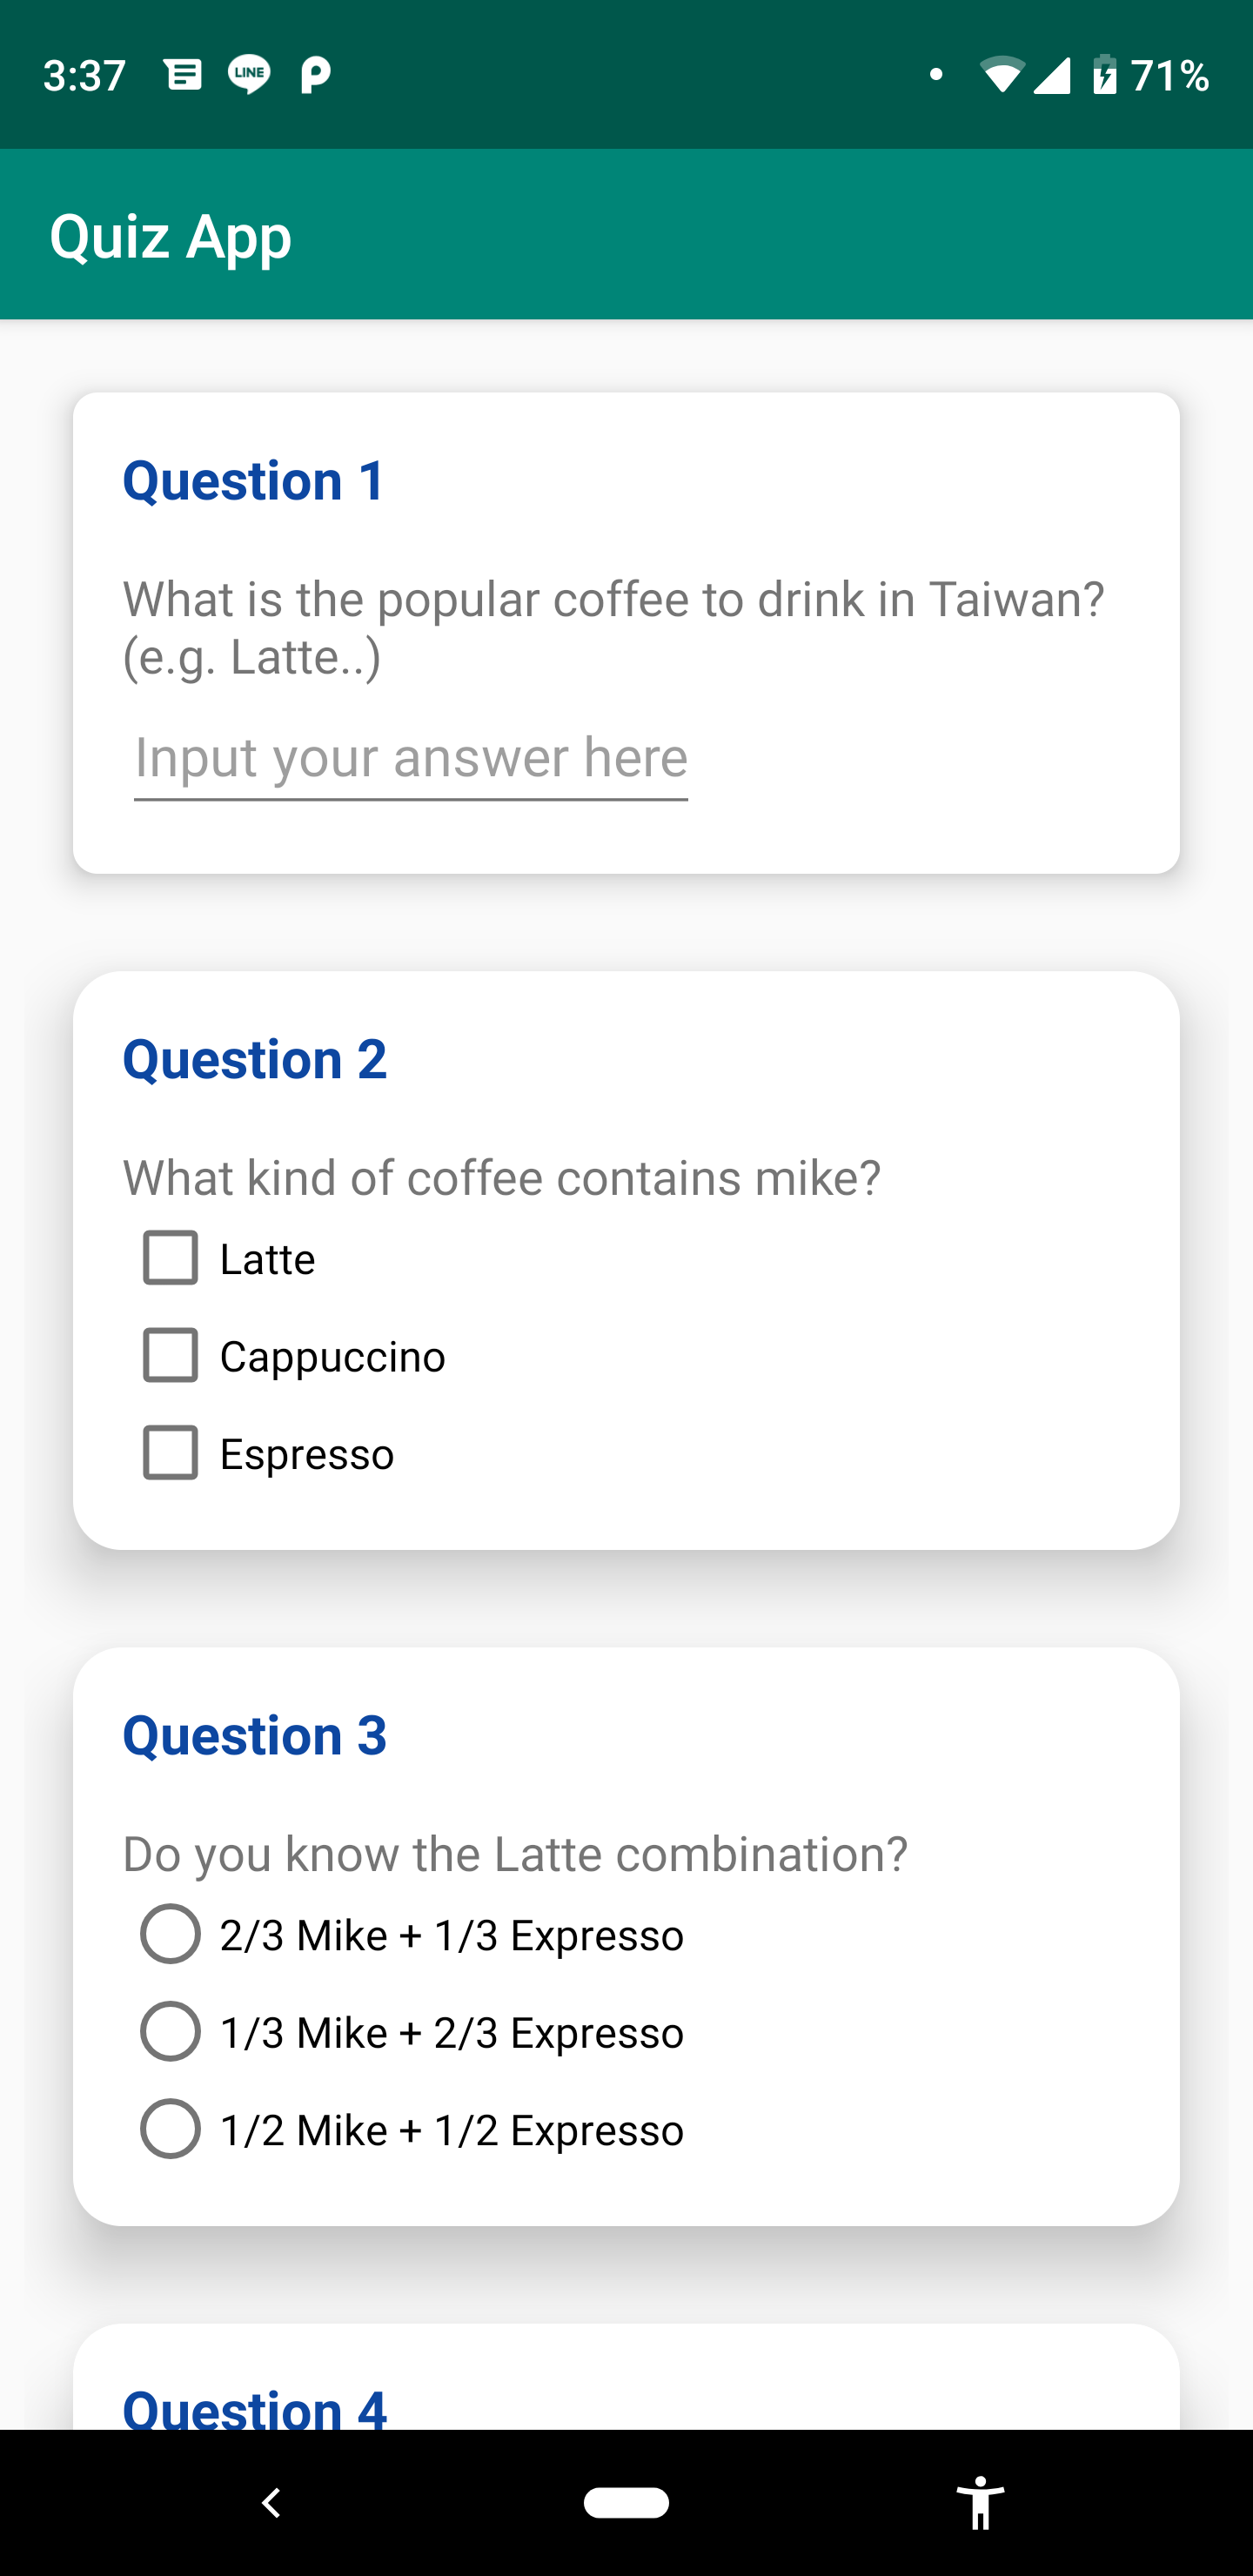 3:37 LINE 71%
Quiz App
Question 1
What is the popular coffee to drink in Taiwan?
(e.g. Latte..)
Input your answer here
Question 2
What kind of coffee contains mike?
Latte
Cappuccino
Espresso
Question 3
Do you know the Latte combination?
2/3 Mike + 1/3 Expresso
1/3 Mike + 2/3 Expresso
1/2 Mike + 1/2 Expresso
Question 4